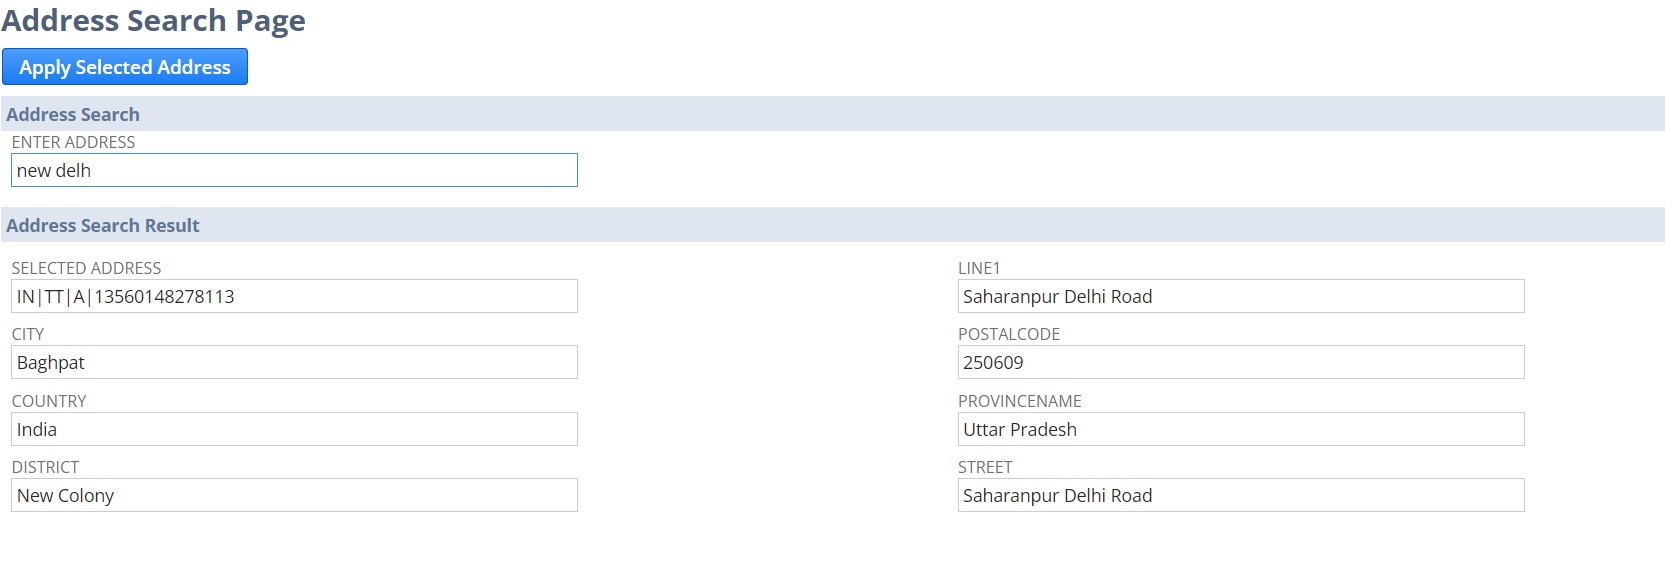 Address Search Page
Apply Selected Address
Address Search
ENTER ADDRESS
new delh
Address Search Result
SELECTED ADDRESS
IN|TT|A|13560148278113
LINE1
Saharanpur Delhi Road
CITY
Baghpat
POSTALCODE
250609
COUNTRY
India
PROVINCENAME
Uttar Pradesh
DISTRICT
New Colony
STREET
Saharanpur Delhi Road